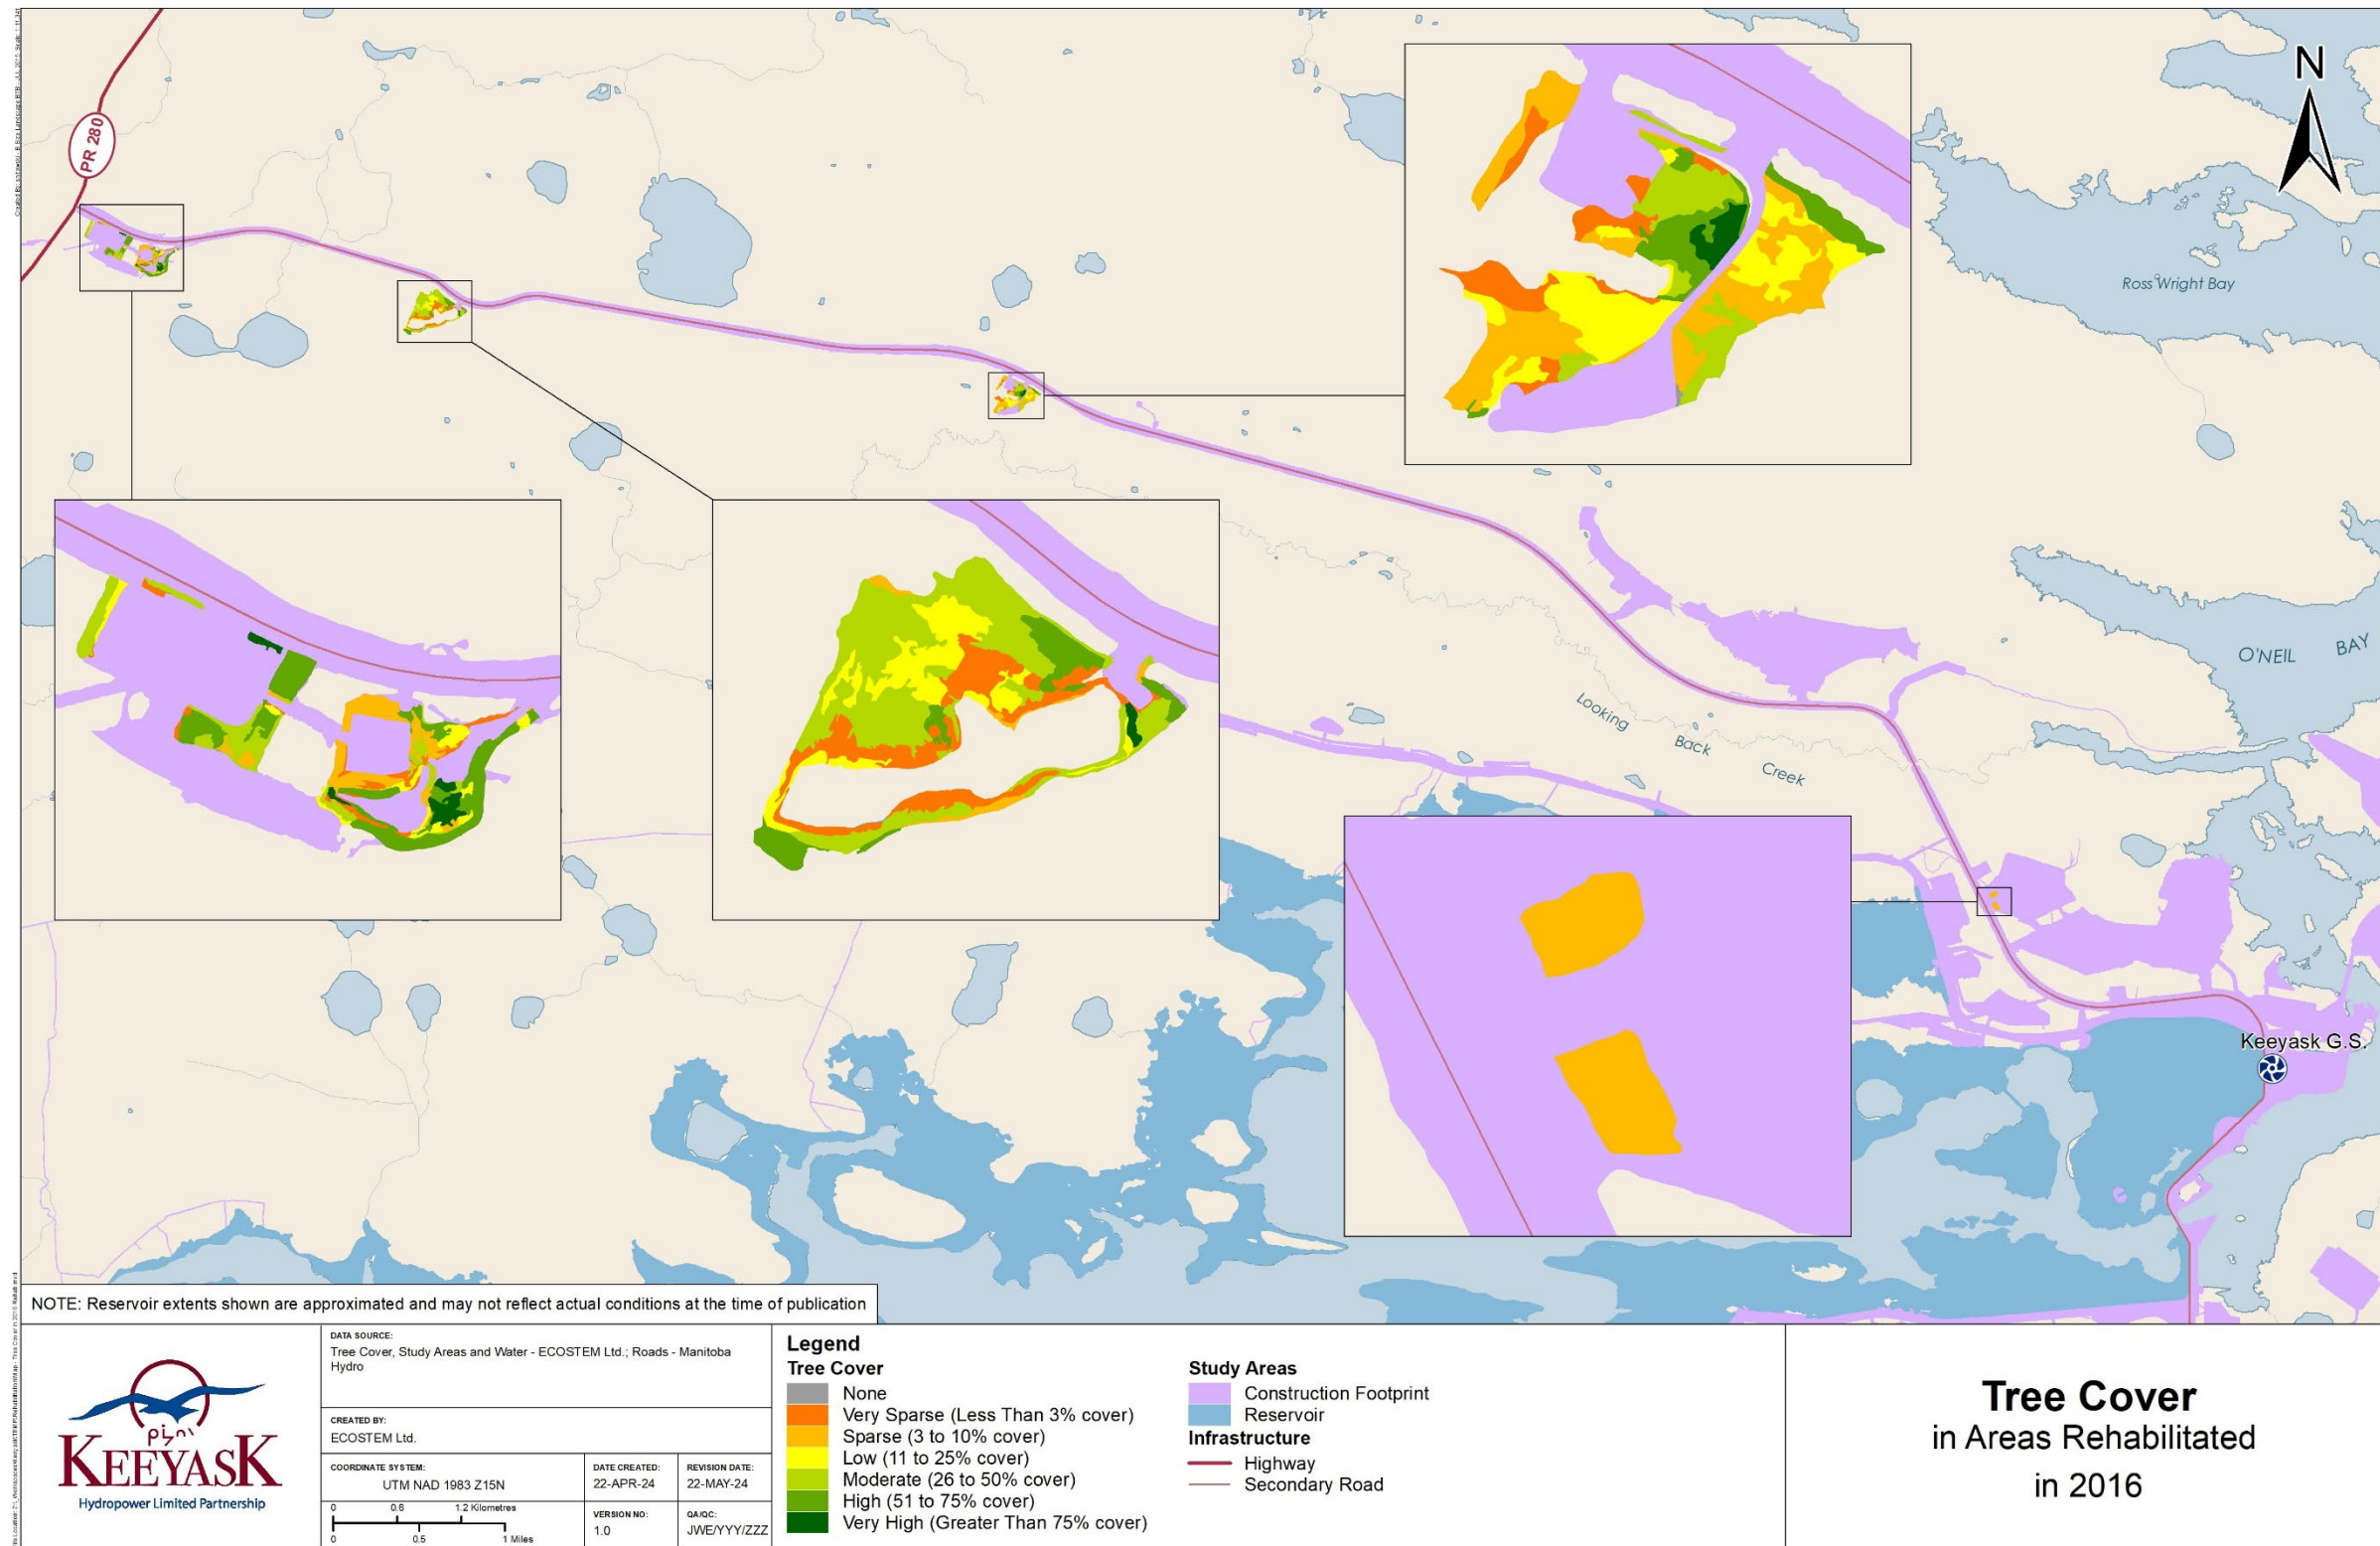 PR 280
N
Ross Wright Bay
O'NEIL BAY
Looking Back Creek
Keeyask G.S.
NOTE: Reservoir extents shown are approximated and may not reflect actual conditions at the time of publication
KEEYASK
Hydropower Limited Partnership
DATA SOURCE:
Tree Cover, Study Areas and Water - ECOSTEM Ltd.; Roads - Manitoba
Hydro
CREATED BY:
ECOSTEM Ltd.
COORDINATE SYSTEM:
UTM NAD 1983 Z15N
DATE CREATED:
22-APR-24
REVISION DATE:
22-MAY-24
0 0.6 1.2 Kilometres
0 0.5 1 Miles
VERSION NO:
1.0
QA/QC:
JWE/YYY/ZZZ
Legend
Tree Cover
None
Very Sparse (Less Than 3% cover)
Sparse (3 to 10% cover)
Low (11 to 25% cover)
Moderate (26 to 50% cover)
High (51 to 75% cover)
Very High (Greater Than 75% cover)
Study Areas
Construction Footprint
Reservoir
Infrastructure
Highway
Secondary Road
Tree Cover
in Areas Rehabilitated
in 2016